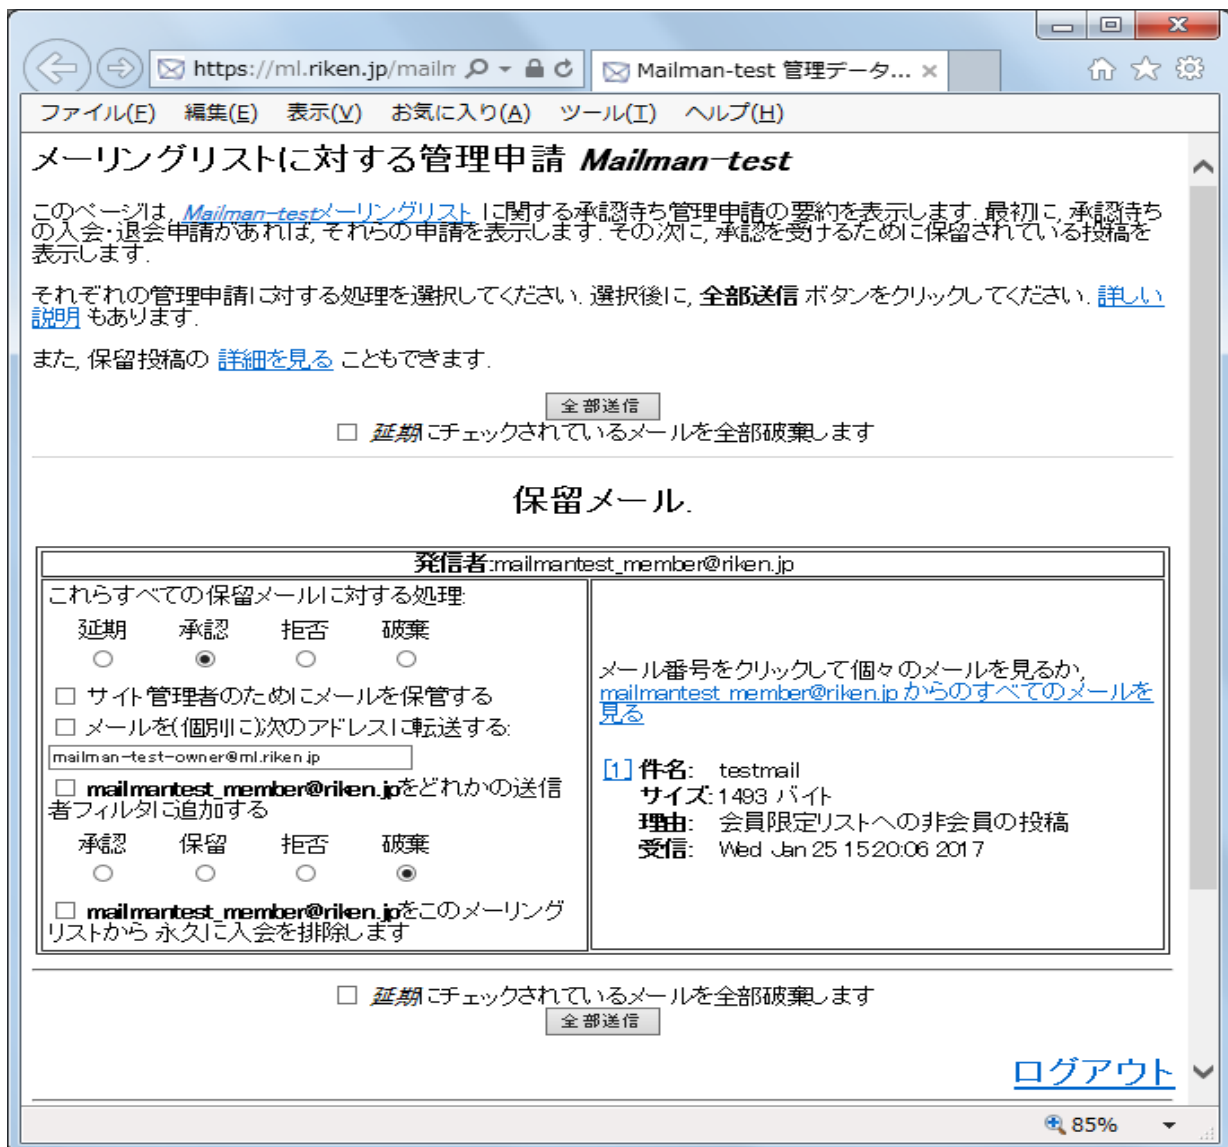 https://ml.riken.jp/mailm
Mailman-test 管理データ...
ファイル(F) 編集(E) 表示(V) お気に入り(A) ツール(T) ヘルプ(H)
メーリングリストに対する管理申請 Mailman-test
このページは, Mailman-testメーリングリスト に関する承認待ち管理申請の要約を表示します. 最初に, 承認待ち
の入会・退会申請があれば, それらの申請を表示します. その次に, 承認を受けるために保留されている投稿を
表示します.
それぞれの管理申請に対する処理を選択してください. 選択後に, 全部送信 ボタンをクリックしてください. 詳しい
説明 もあります.
また, 保留投稿の 詳細を見る こともできます.
全部送信
延期にチェックされているメールを全部破棄します
保留メール.
発信者:mailmantest_member@riken.jp
これらすべての保留メールに対する処理:
延期 承認 拒否 破棄
サイト管理者のためにメールを保管する
メールを(個別に)次のアドレスに転送する:
mailman-test-owner@ml.riken.jp
mailmantest_member@riken.jpをどれかの送信
者フィルタに追加する
承認 保留 拒否 破棄
mailmantest_member@riken.jpをこのメーリング
リストから 永久に入会を排除します
メール番号をクリックして個々のメールを見るか,
mailmantest_member@riken.jp からのすべてのメールを
見る
[1] 件名: testmail
サイズ: 1493 バイト
理由: 会員限定リストへの非会員の投稿
受信: Wed Jan 25 15:20:06 2017
延期にチェックされているメールを全部破棄します
全部送信
ログアウト
85%